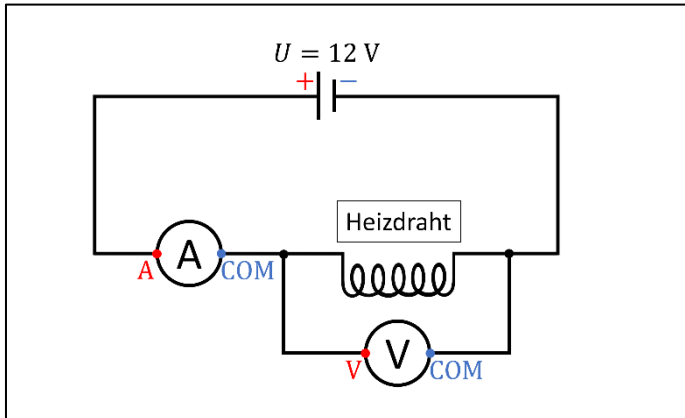 U = 12 V
+ −
Heizdraht
A
A COM
V
V COM